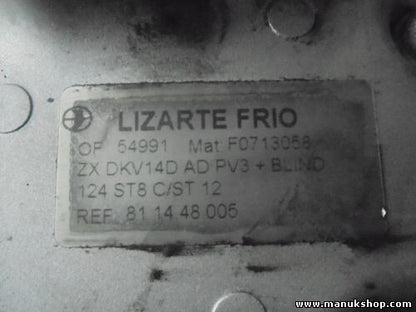 LIZARTE FRIO
OF 54991 Mat: F0713058
ZX DKV14D AD PV3 + BLIND
124 ST8 C/ST 12
REF. 81 14 48 005
www.manukshop.com